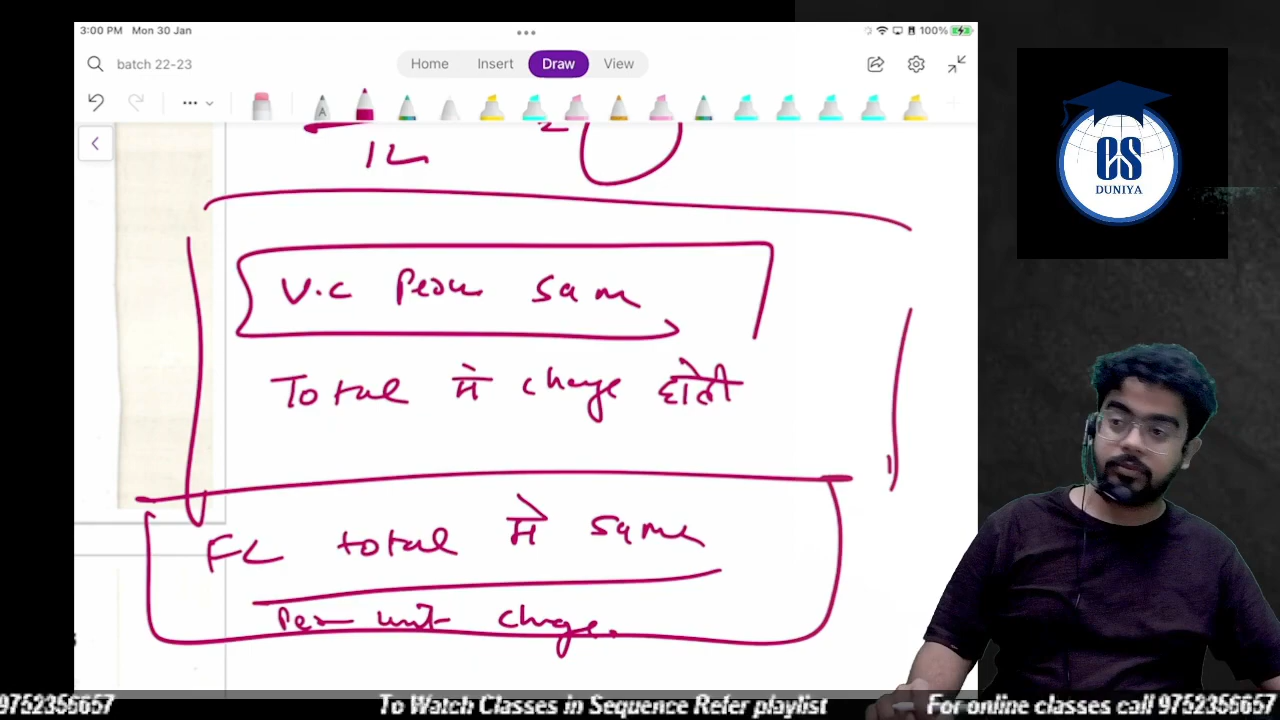 3:00 PM Mon 30 Jan
100%
batch 22-23
Home Insert Draw View
A
12
V.C Per same
Total में change होती
FC total में same
Per unit change.
CS
DUNIYA
9752356657 To Watch Classes in Sequence Refer playlist For online classes call 9752356657